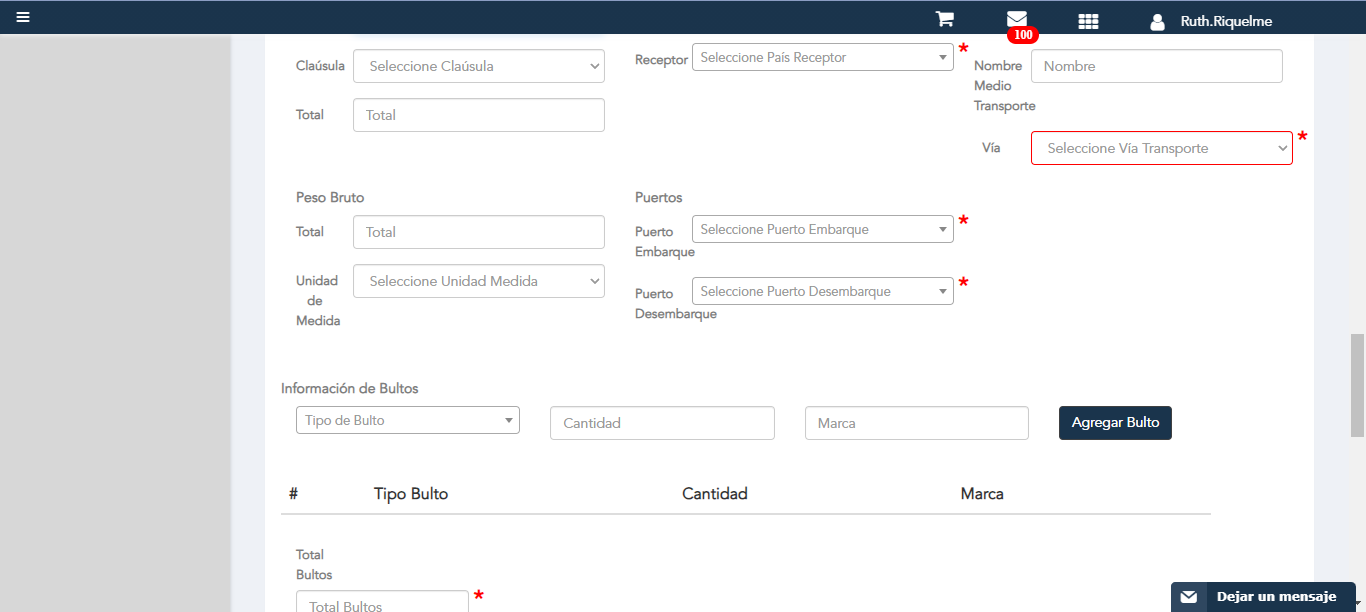 Ruth.Riquelme
100
Claúsula
Seleccione Claúsula
Receptor
Seleccione País Receptor
*
Nombre
Medio
Transporte
Nombre
Total
Total
Vía
Seleccione Vía Transporte
*
Peso Bruto
Total
Total
Unidad
de
Medida
Seleccione Unidad Medida
Puertos
Puerto
Embarque
Seleccione Puerto Embarque
*
Puerto
Desembarque
Seleccione Puerto Desembarque
*
Información de Bultos
Tipo de Bulto
Cantidad
Marca
Agregar Bulto
# Tipo Bulto Cantidad Marca
Total
Bultos
Total Bultos
*
Dejar un mensaje